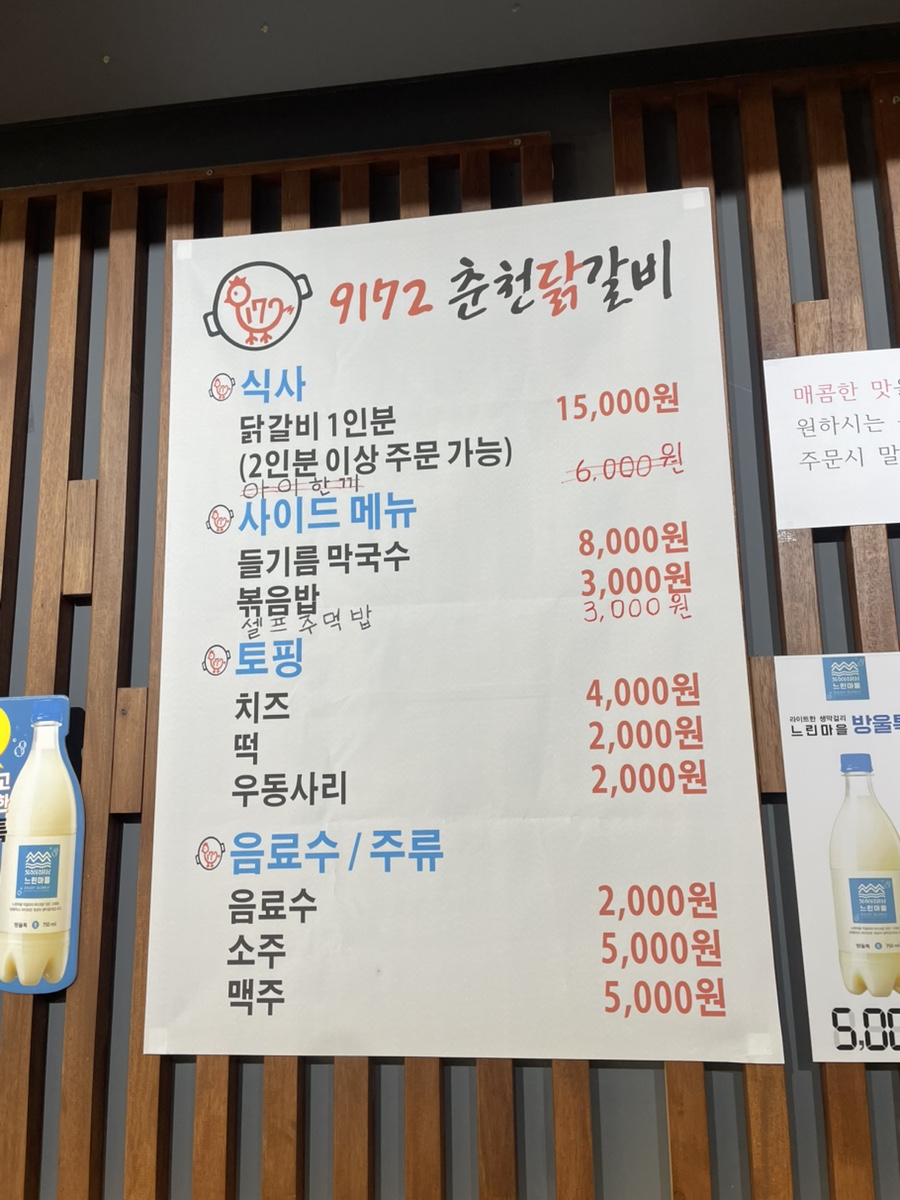 172
9172 춘천닭갈비
식사
닭갈비 1인분 15,000원
(2인분 이상 주문 가능)
아이한끼 6,000원
사이드 메뉴
들기름 막국수 8,000원
볶음밥 3,000원
셀프주먹밥 3,000원
토핑
치즈 4,000원
떡 2,000원
우동사리 2,000원
음료수 / 주류
음료수 2,000원
소주 5,000원
맥주 5,000원
매콤한 맛
원하시는
주문시 말
느린마을
라이트한 생막걸리
느린마을 방울톡
느린마을
5,00
느린마을
방울톡 750 ml